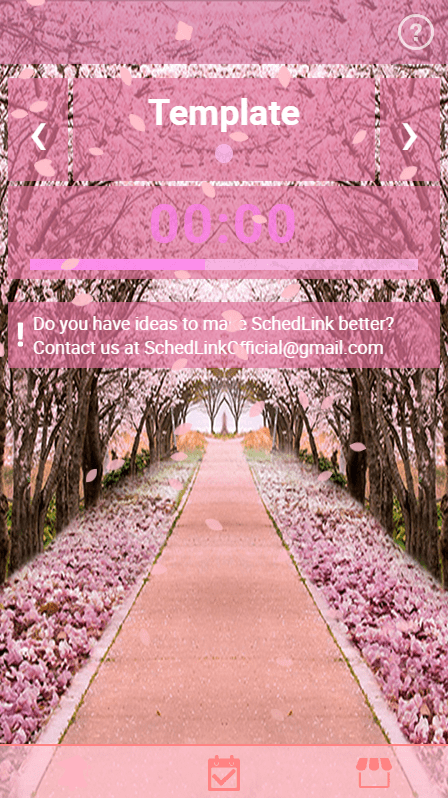 Template
00:00
Do you have ideas to make SchedLink better?
Contact us at SchedLinkOfficial@gmail.com